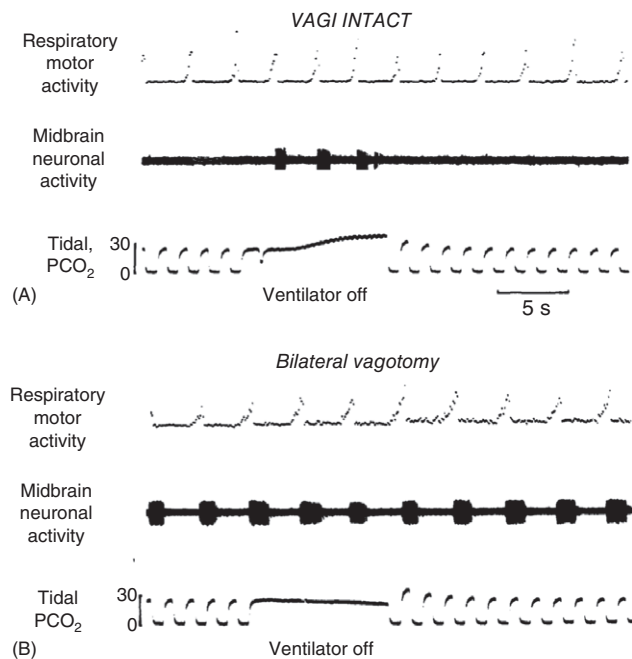 VAGI INTACT
Respiratory
motor
activity
Midbrain
neuronal
activity
Tidal,
PCO₂
30
0
(A)
Ventilator off
5 s
Bilateral vagotomy
Respiratory
motor
activity
Midbrain
neuronal
activity
Tidal
PCO₂
30
0
(B)
Ventilator off